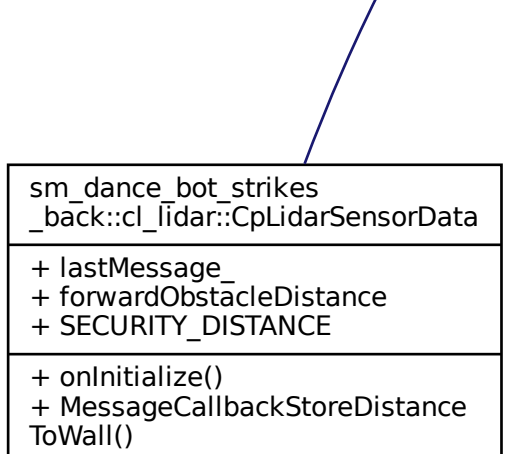 sm_dance_bot_strikes
_back::cl_lidar::CpLidarSensorData
+ lastMessage_
+ forwardObstacleDistance
+ SECURITY_DISTANCE
+ onInitialize()
+ MessageCallbackStoreDistance
ToWall()